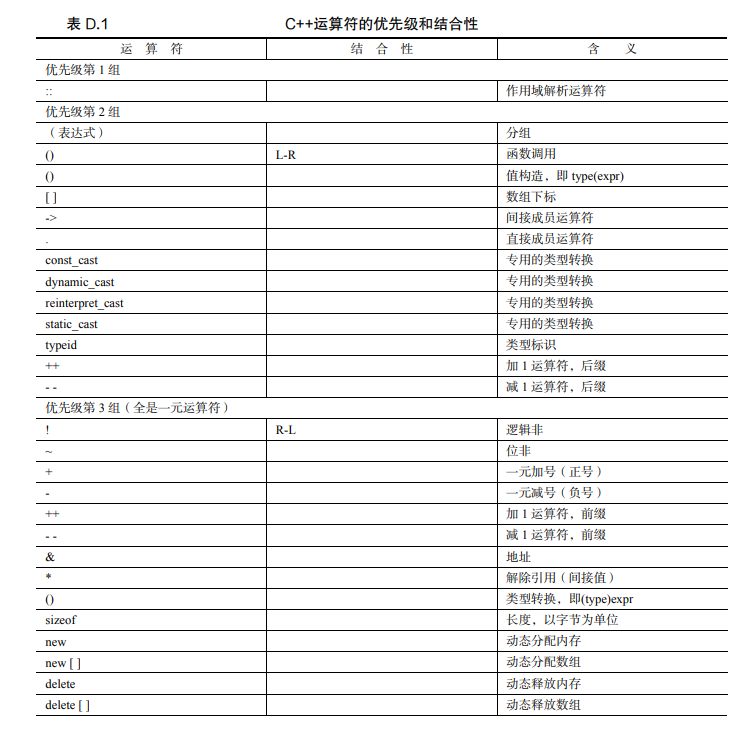 表 D.1 C++运算符的优先级和结合性
运 算 符 结 合 性 含 义
优先级第 1 组
:: 作用域解析运算符
优先级第 2 组
（表达式） 分组
() L-R 函数调用
() 值构造，即 type(expr)
[ ] 数组下标
-> 间接成员运算符
. 直接成员运算符
const_cast 专用的类型转换
dynamic_cast 专用的类型转换
reinterpret_cast 专用的类型转换
static_cast 专用的类型转换
typeid 类型标识
++ 加 1 运算符，后缀
- - 减 1 运算符，后缀
优先级第 3 组（全是一元运算符）
! R-L 逻辑非
~ 位非
+ 一元加号（正号）
- 一元减号（负号）
++ 加 1 运算符，前缀
- - 减 1 运算符，前缀
& 地址
* 解除引用（间接值）
() 类型转换，即(type)expr
sizeof 长度，以字节为单位
new 动态分配内存
new [ ] 动态分配数组
delete 动态释放内存
delete [ ] 动态释放数组